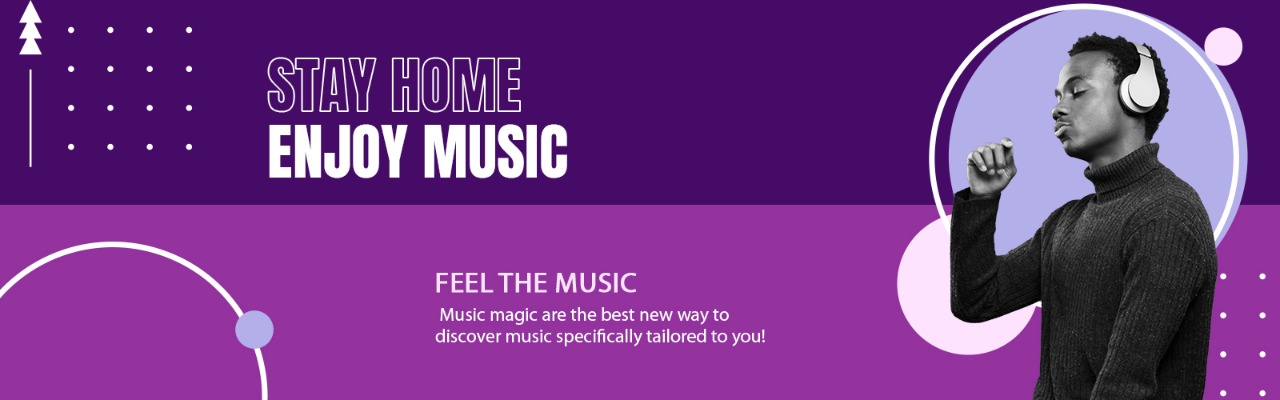 STAY HOME
ENJOY MUSIC
FEEL THE MUSIC
Music magic are the best new way to
discover music specifically tailored to you!